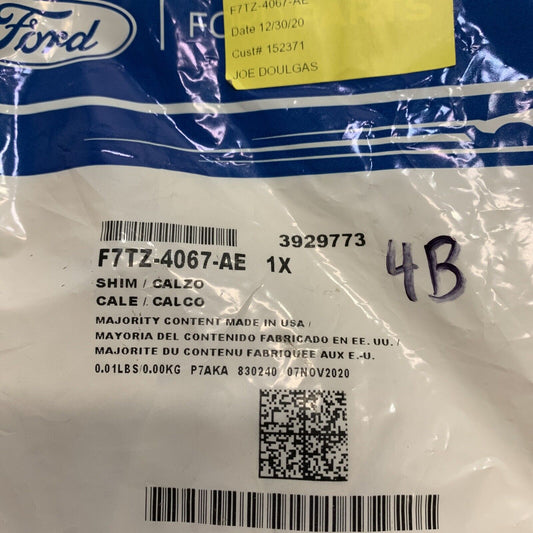 Ford
FO
F7TZ-4067-AE
Date 12/30/20
Cust# 152371
JOE DOULGAS
3929773
F7TZ-4067-AE 1X
4B
SHIM / CALZO
CALE / CALCO
MAJORITY CONTENT MADE IN USA /
MAYORIA DEL CONTENIDO FABRICADO EN EE. UU. /
MAJORITE DU CONTENU FABRIQUEE AUX E.-U.
0.01LBS/0.00KG P7AKA 830240 07NOV2020